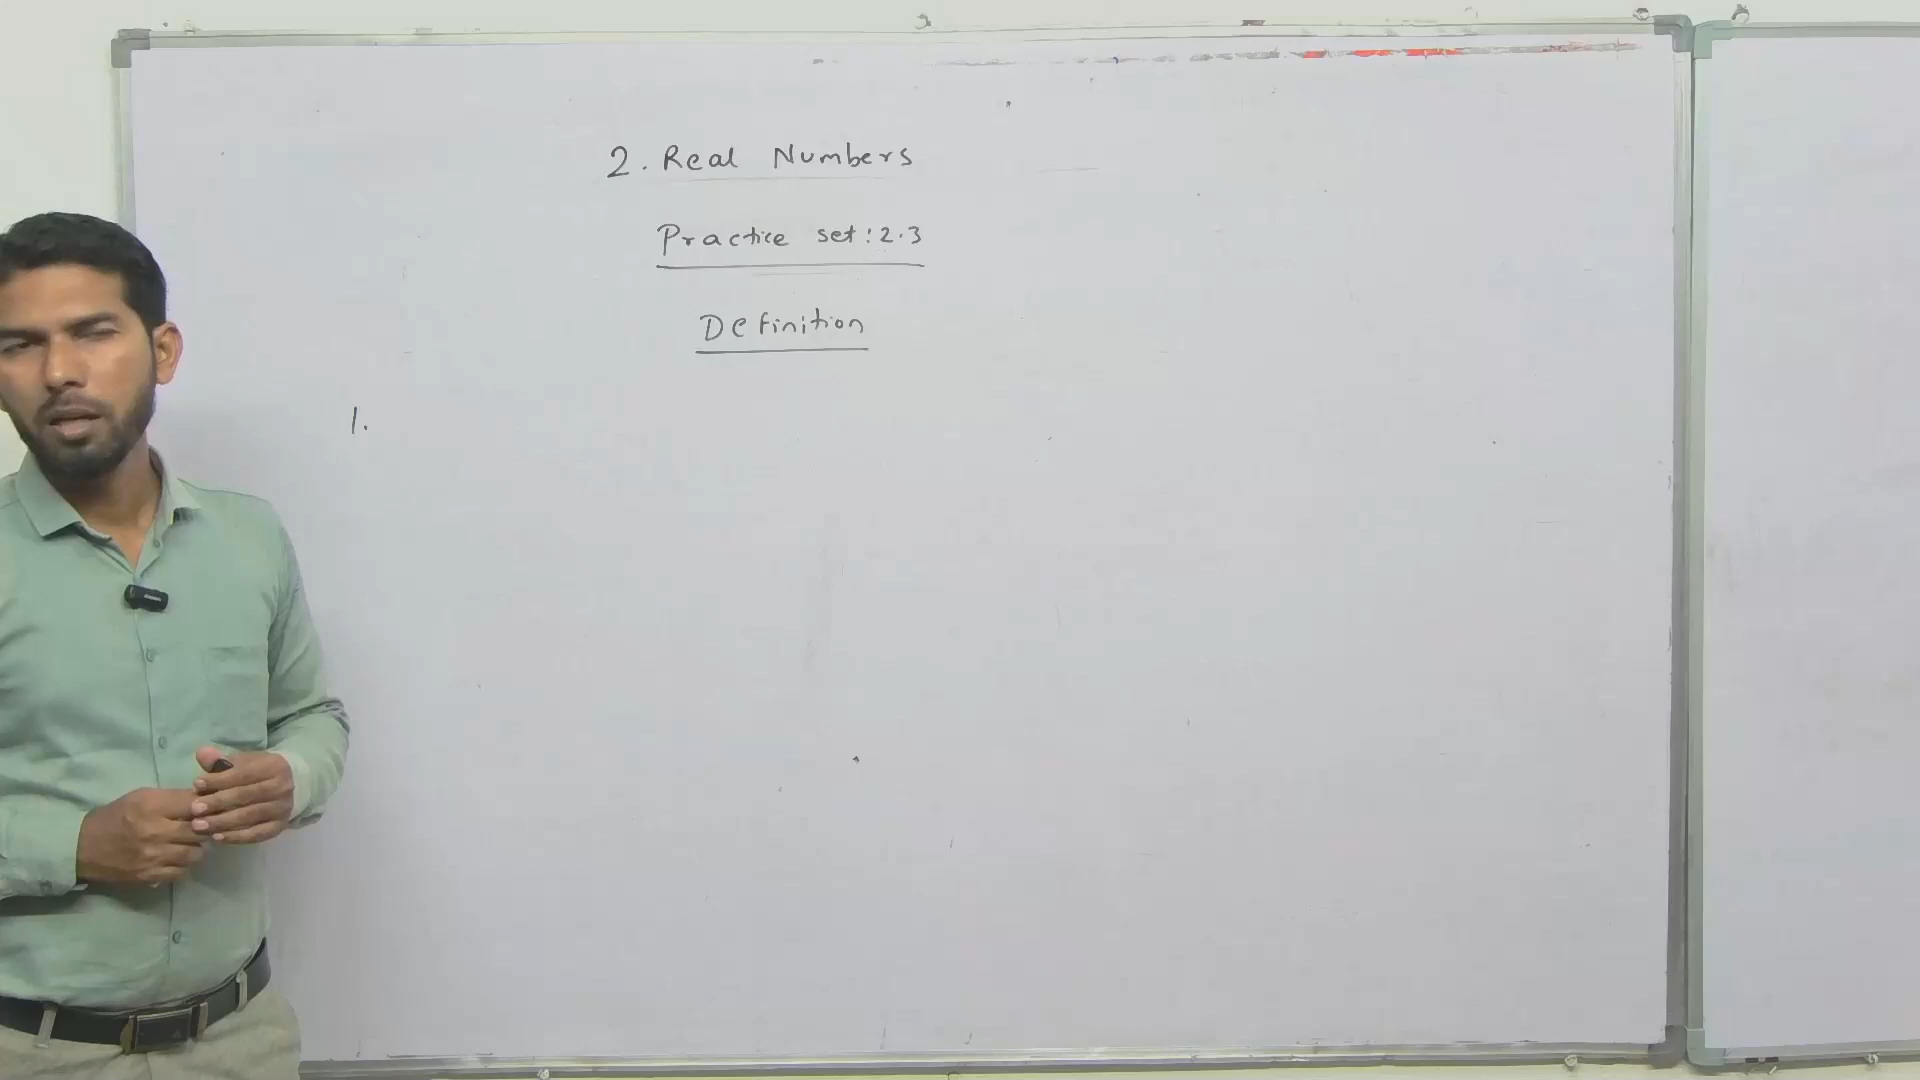 2. Real Numbers
Practice set: 2.3
Definition
1.